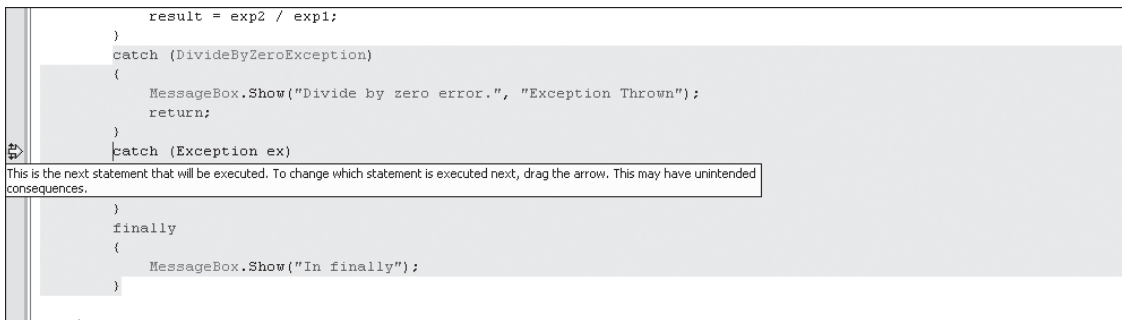 result = exp2 / exp1;
}
catch (DivideByZeroException)
{
MessageBox.Show("Divide by zero error.", "Exception Thrown");
return;
}
catch (Exception ex)
This is the next statement that will be executed. To change which statement is executed next, drag the arrow. This may have unintended
consequences.
}
finally
{
MessageBox.Show("In finally");
}